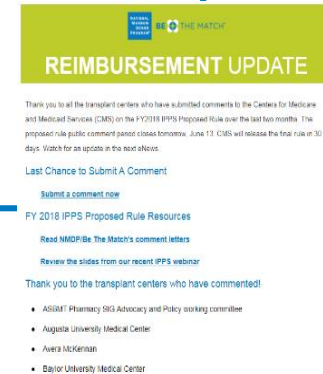 NATIONAL
MARROW
DONOR
PROGRAM
BE THE MATCH
REIMBURSEMENT UPDATE
Thank you to all the transplant centers who have submitted comments to the Centers for Medicare
and Medicaid Services (CMS) on the FY2018 IPPS Proposed Rule over the last two months. The
proposed rule public comment period closes tomorrow, June 13. CMS will release the final rule in 30
days. Watch for an update in the next eNews.
Last Chance to Submit A Comment
Submit a comment now
FY 2018 IPPS Proposed Rule Resources
Read NMDP/Be The Match's comment letters
Review the slides from our recent IPPS webinar
Thank you to the transplant centers who have commented!
• ASBMT Pharmacy SIG Advocacy and Policy working committee
• Augusta University Medical Center
• Avera McKennan
• Baylor University Medical Center